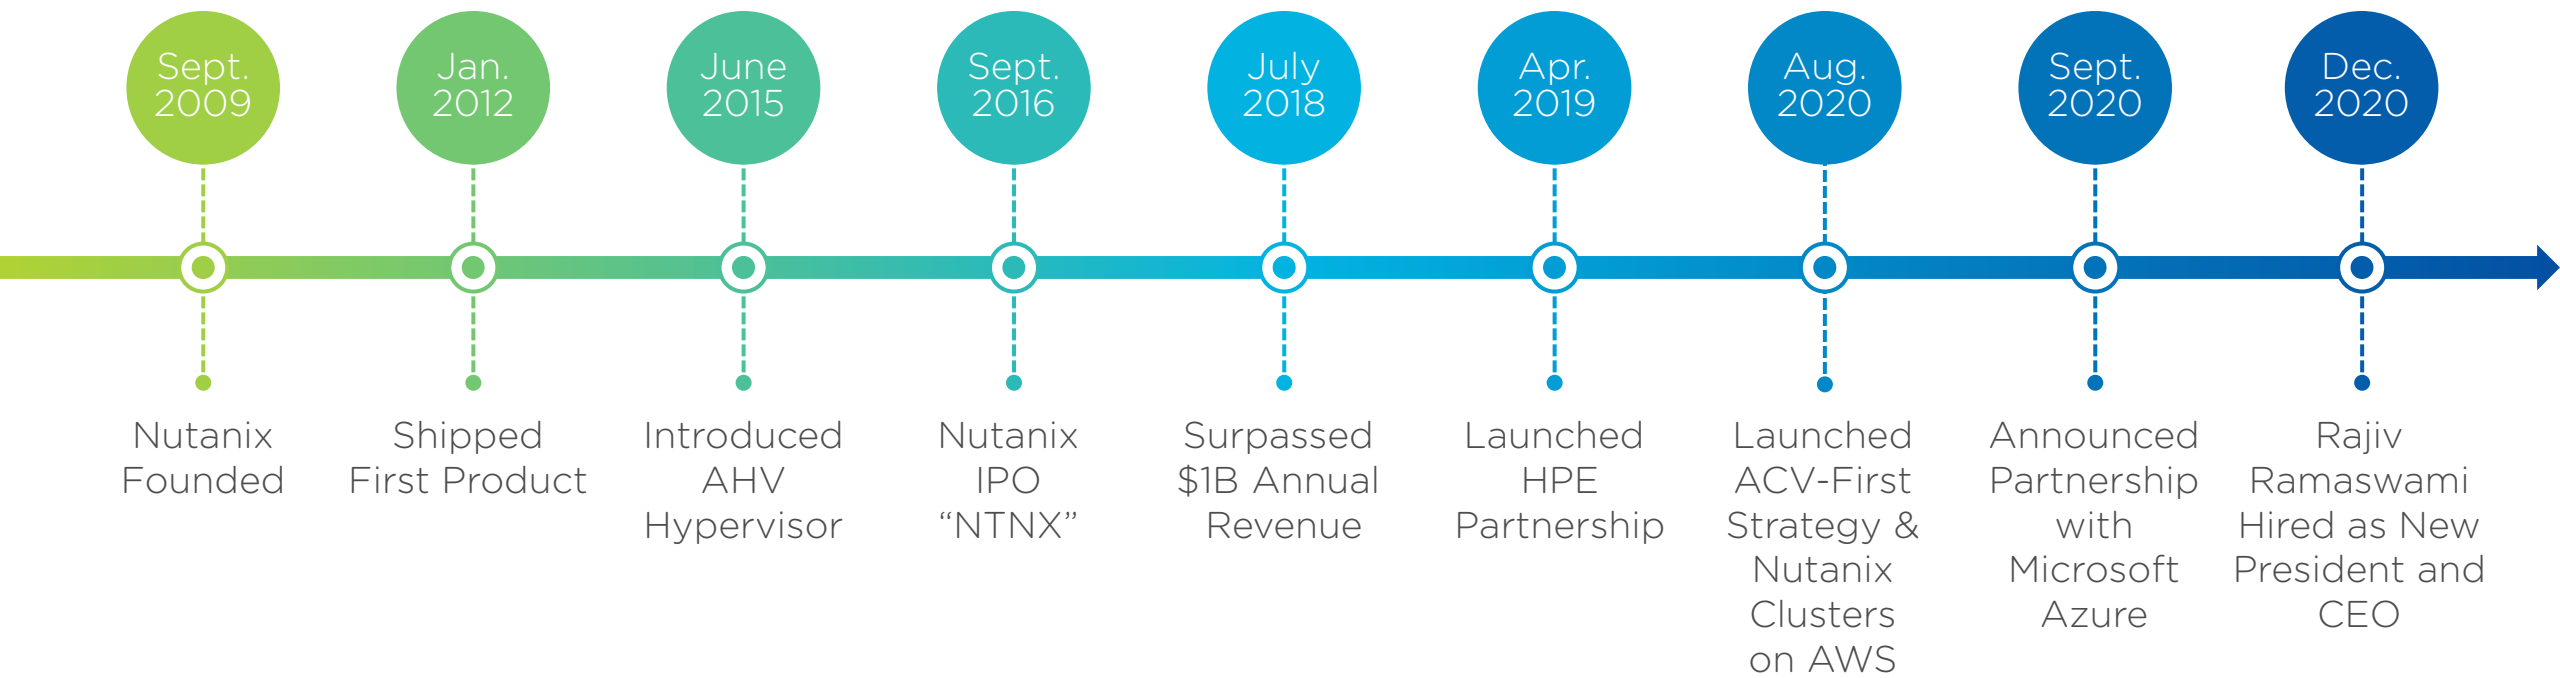 Sept.
2009
Jan.
2012
June
2015
Sept.
2016
July
2018
Apr.
2019
Aug.
2020
Sept.
2020
Dec.
2020
Nutanix
Founded
Shipped
First Product
Introduced
AHV
Hypervisor
Nutanix
IPO
“NTNX”
Surpassed
$1B Annual
Revenue
Launched
HPE
Partnership
Launched
ACV-First
Strategy &
Nutanix
Clusters
on AWS
Announced
Partnership
with
Microsoft
Azure
Rajiv
Ramaswami
Hired as New
President and
CEO